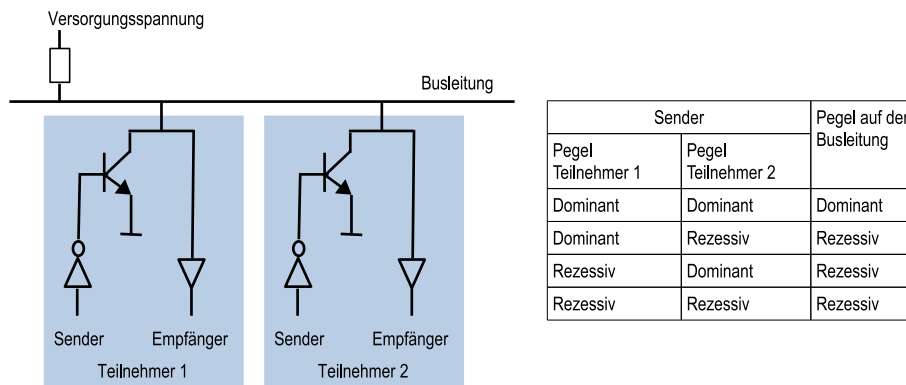 Versorgungsspannung
Busleitung
Sender
Empfänger
Teilnehmer 1
Sender
Empfänger
Teilnehmer 2
Sender
Pegel auf der
Busleitung
Pegel
Teilnehmer 1
Pegel
Teilnehmer 2
Dominant Dominant Dominant
Dominant Rezessiv Rezessiv
Rezessiv Dominant Rezessiv
Rezessiv Rezessiv Rezessiv